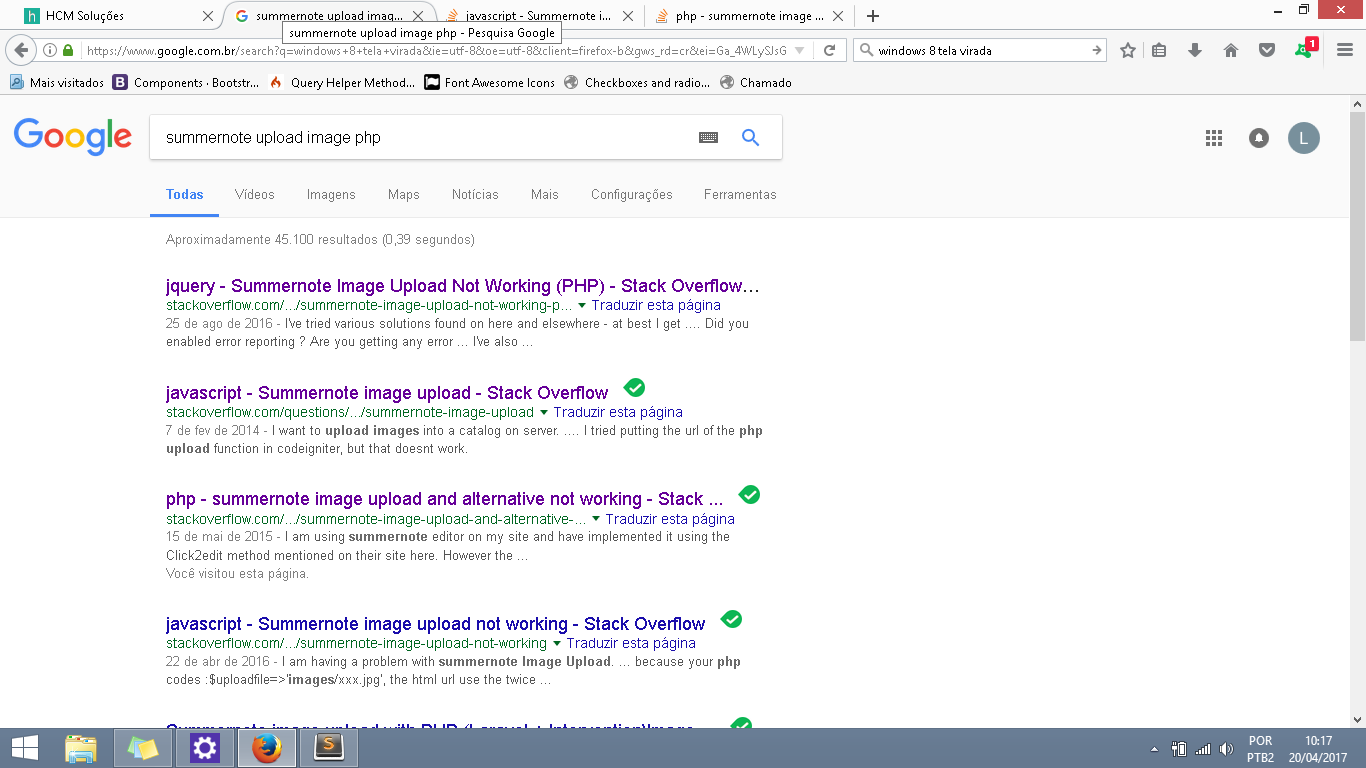 HCM Soluções
summernote upload imag...
javascript - Summernote i...
php - summernote image ...
summernote upload image php - Pesquisa Google
https://www.google.com.br/search?q=windows+8+tela+virada&ie=utf-8&oe=utf-8&client=firefox-b&gws_rd=cr&ei=Ga_4WLySJsG
windows 8 tela virada
1
Mais visitados
Components · Bootstr...
Query Helper Method...
Font Awesome Icons
Checkboxes and radio...
Chamado
Google
summernote upload image php
L
Todas
Vídeos
Imagens
Maps
Notícias
Mais
Configurações
Ferramentas
Aproximadamente 45.100 resultados (0,39 segundos)
jquery - Summernote Image Upload Not Working (PHP) - Stack Overflow...
stackoverflow.com/.../summernote-image-upload-not-working-p... Traduzir esta página
25 de ago de 2016 - I've tried various solutions found on here and elsewhere - at best I get .... Did you
enabled error reporting ? Are you getting any error ... I've also ...
javascript - Summernote image upload - Stack Overflow
stackoverflow.com/questions/.../summernote-image-upload Traduzir esta página
7 de fev de 2014 - I want to upload images into a catalog on server. .... I tried putting the url of the php
upload function in codeigniter, but that doesnt work.
php - summernote image upload and alternative not working - Stack ...
stackoverflow.com/.../summernote-image-upload-and-alternative-... Traduzir esta página
15 de mai de 2015 - I am using summernote editor on my site and have implemented it using the
Click2edit method mentioned on their site here. However the ...
Você visitou esta página.
javascript - Summernote image upload not working - Stack Overflow
stackoverflow.com/.../summernote-image-upload-not-working Traduzir esta página
22 de abr de 2016 - I am having a problem with summernote Image Upload. ... because your php
codes :$uploadfile=>'images/xxx.jpg', the html url use the twice ...
Summernote image upload with PHP (Laravel + Intervention\Image ...
POR
PTB2
10:17
20/04/2017